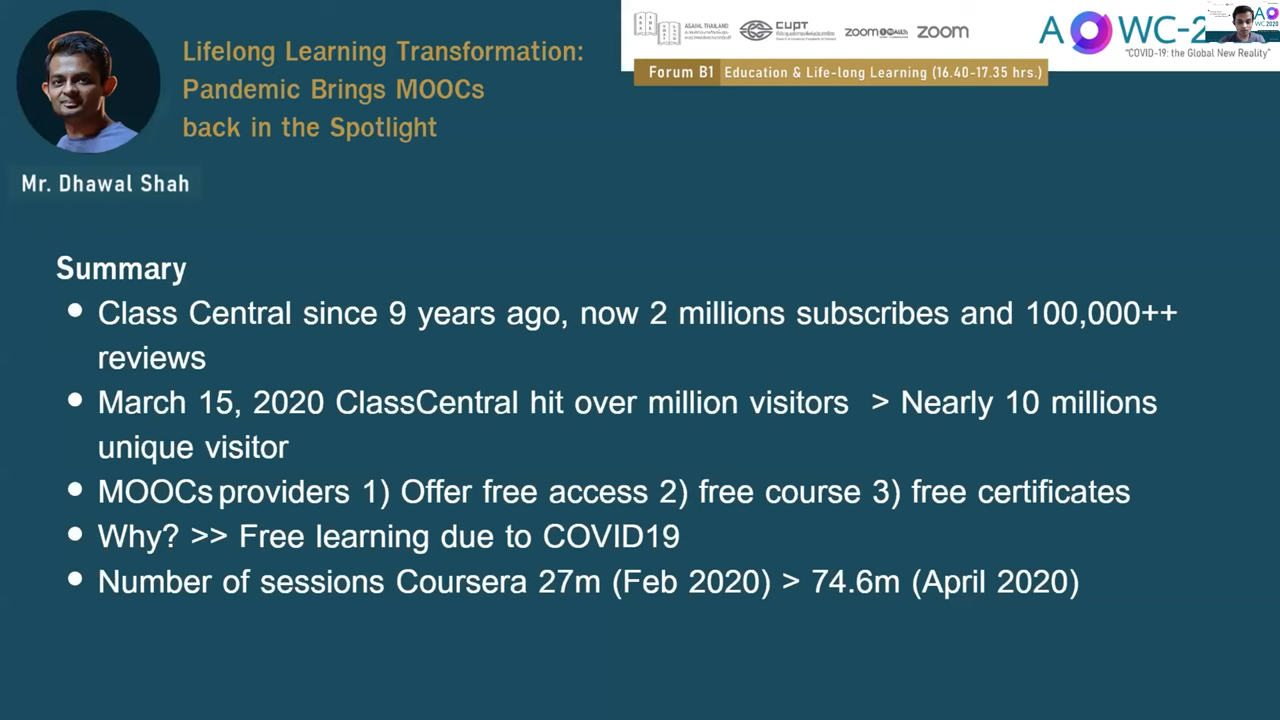 Lifelong Learning Transformation:
Pandemic Brings MOOCs
back in the Spotlight
Mr. Dhawal Shah
ASAIHL THAILAND
CUPT
zoom
zoom
AOWC-2
"COVID-19: the Global New Reality"
Forum B1 Education & Life-long Learning (16.40-17.35 hrs.)
Summary
• Class Central since 9 years ago, now 2 millions subscribes and 100,000++
reviews
• March 15, 2020 ClassCentral hit over million visitors > Nearly 10 millions
unique visitor
• MOOCs providers 1) Offer free access 2) free course 3) free certificates
• Why? >> Free learning due to COVID19
• Number of sessions Coursera 27m (Feb 2020) > 74.6m (April 2020)